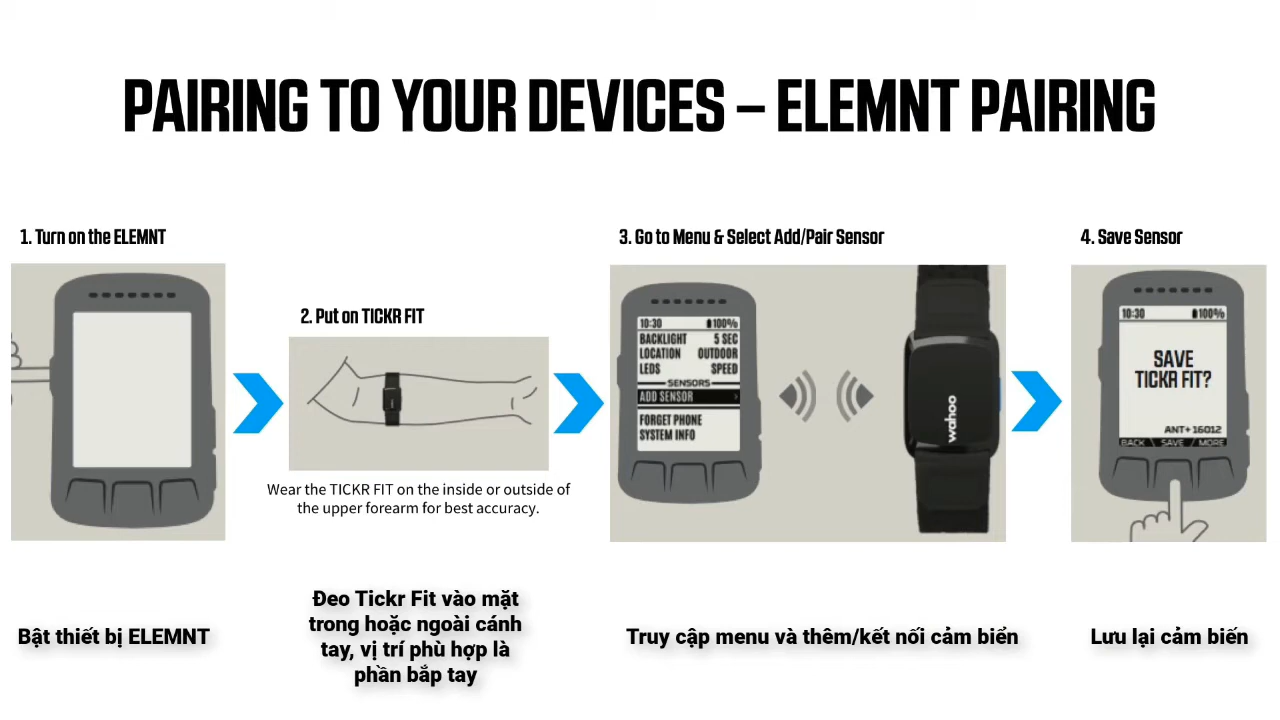 PAIRING TO YOUR DEVICES – ELEMNT PAIRING
1. Turn on the ELEMNT
2. Put on TICKR FIT
Wear the TICKR FIT on the inside or outside of
the upper forearm for best accuracy.
3. Go to Menu & Select Add/Pair Sensor
10:30 100%
BACKLIGHT 5 SEC
LOCATION OUTDOOR
LEDS SPEED
SENSORS
ADD SENSOR >
FORGET PHONE
SYSTEM INFO
wahoo
4. Save Sensor
10:30 100%
SAVE
TICKR FIT?
ANT+ 16012
BACK \ SAVE / MORE
Bật thiết bị ELEMNT
Đeo Tickr Fit vào mặt
trong hoặc ngoài cánh
tay, vị trí phù hợp là
phần bắp tay
Truy cập menu và thêm/kết nối cảm biển
Lưu lại cảm biến